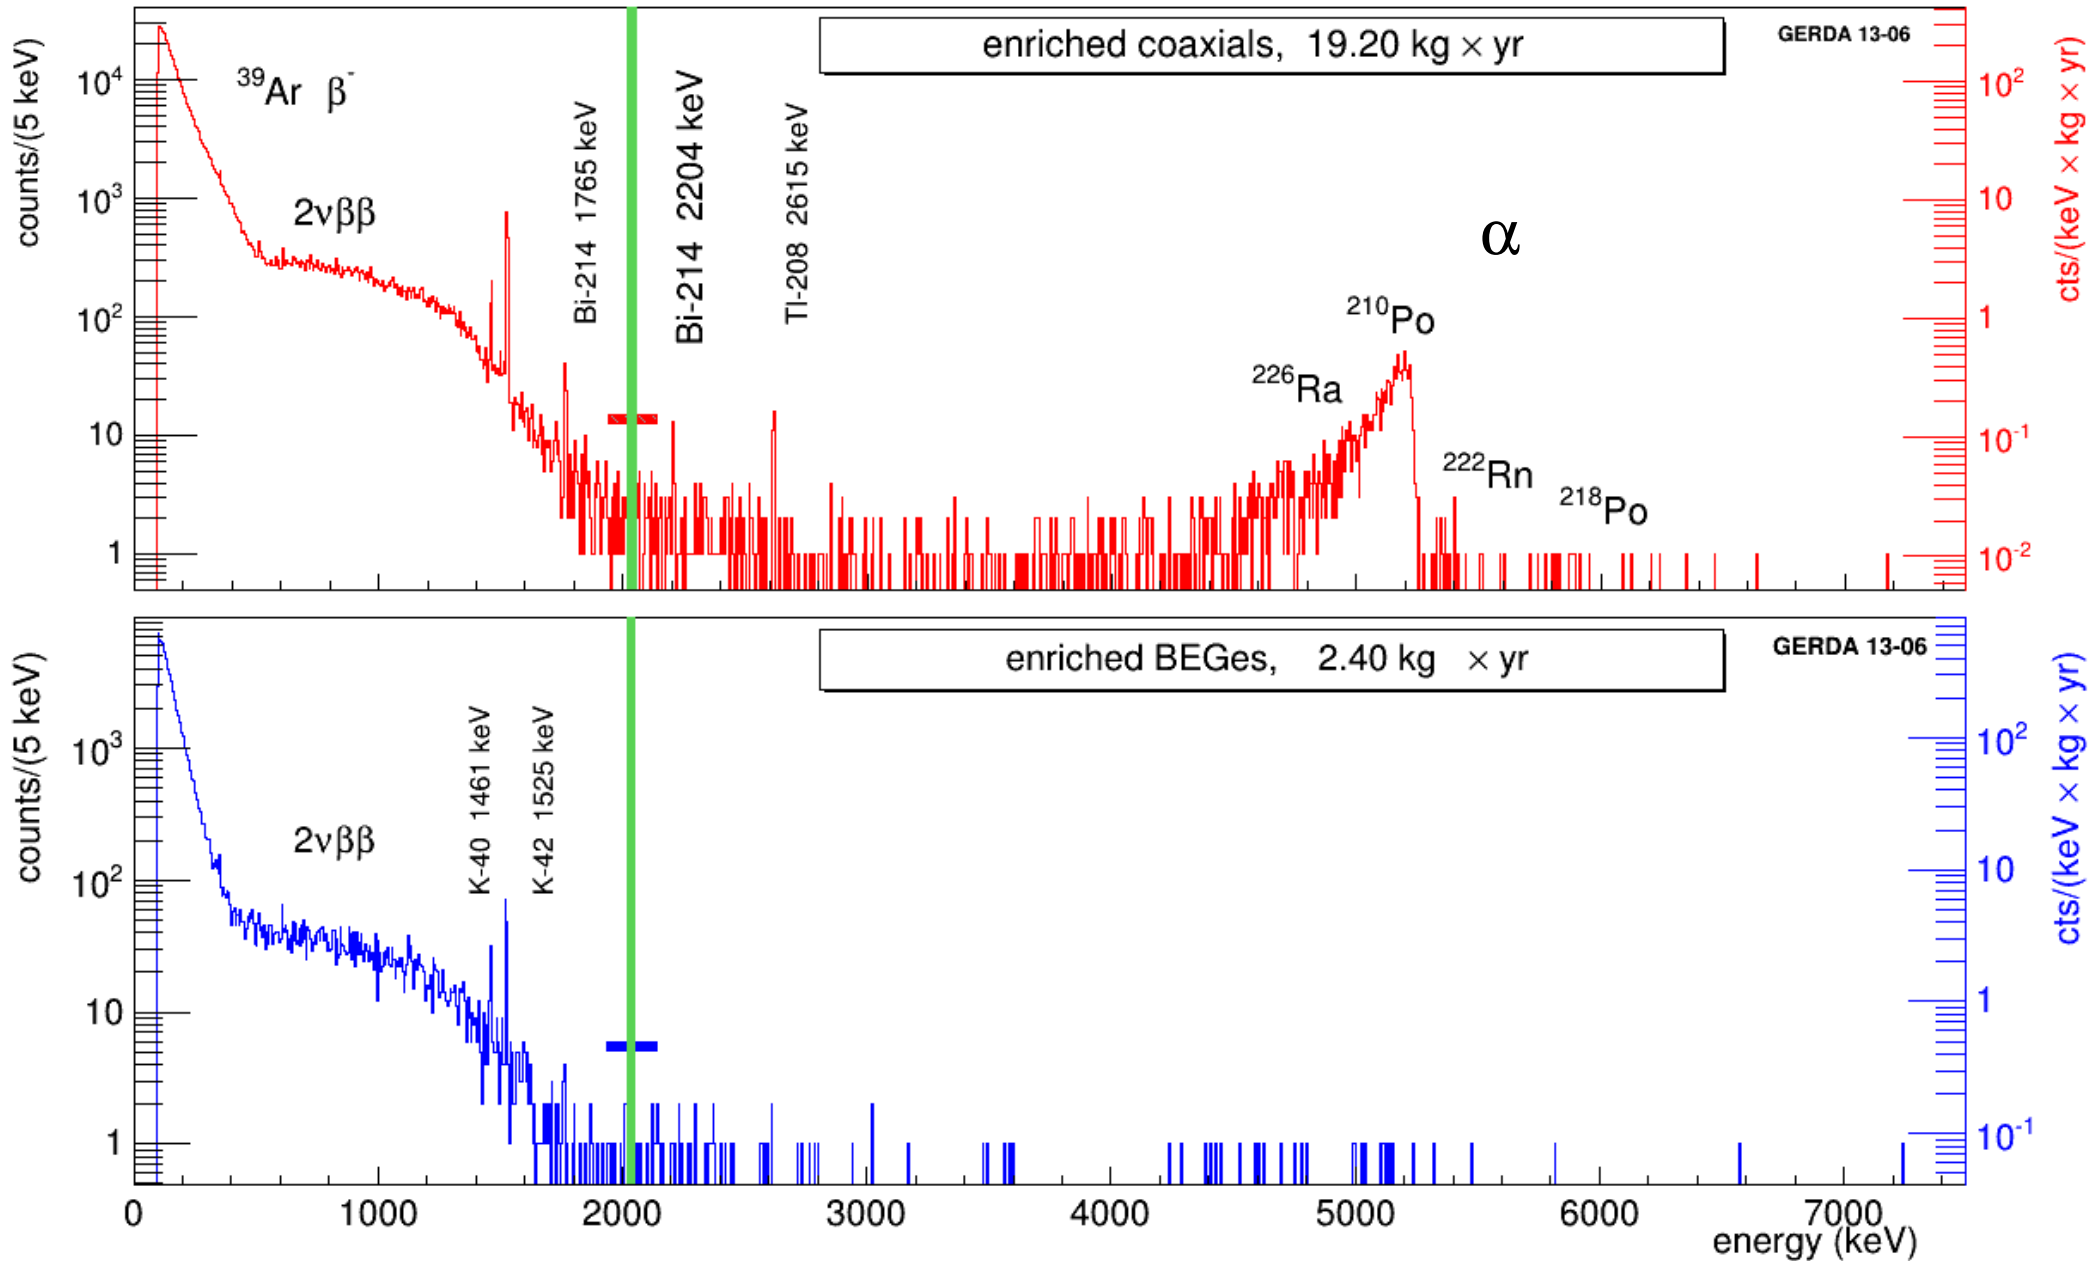 enriched coaxials, 19.20 kg × yr
GERDA 13-06
counts/(5 keV)
10⁴
10³
10²
10
1
³⁹Ar β⁻
2νββ
Bi-214 1765 keV
Bi-214 2204 keV
Tl-208 2615 keV
α
²¹⁰Po
²²⁶Ra
²²²Rn
²¹⁸Po
10²
10
1
10⁻¹
10⁻²
cts/(keV × kg × yr)
enriched BEGes, 2.40 kg × yr
GERDA 13-06
counts/(5 keV)
10³
10²
10
1
2νββ
K-40 1461 keV
K-42 1525 keV
10²
10
1
10⁻¹
cts/(keV × kg × yr)
0 1000 2000 3000 4000 5000 6000 7000
energy (keV)